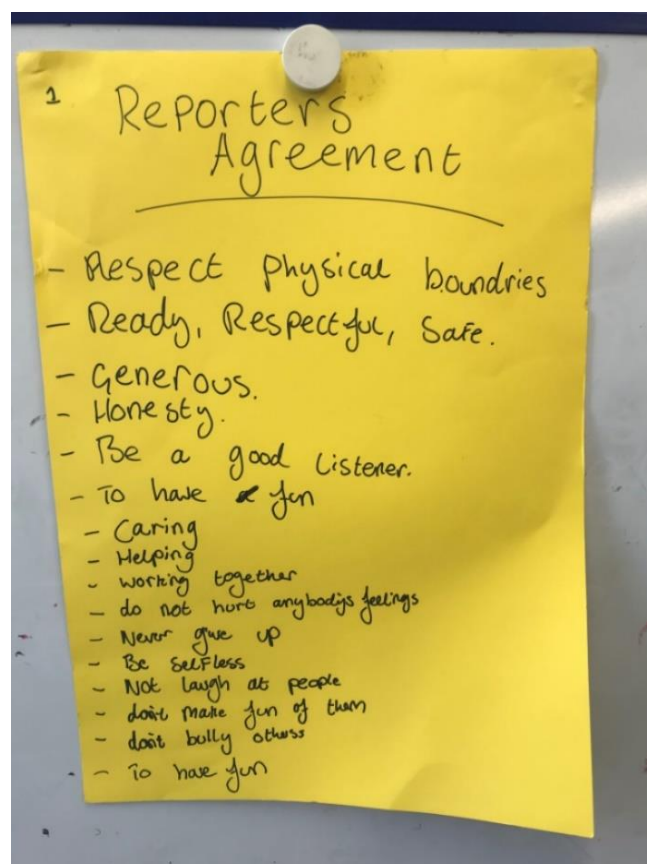 1
Reporters
Agreement
- Respect physical boundries
- Ready, Respectful, Safe.
- Generous.
- Honesty.
- Be a good Listener.
- To have fun
- Caring
- Helping
- working together
- do not hurt anybodys feelings
- Never give up
- Be Selfless
- Not laugh at people
- don't make fun of them
- don't bully others
- To have fun